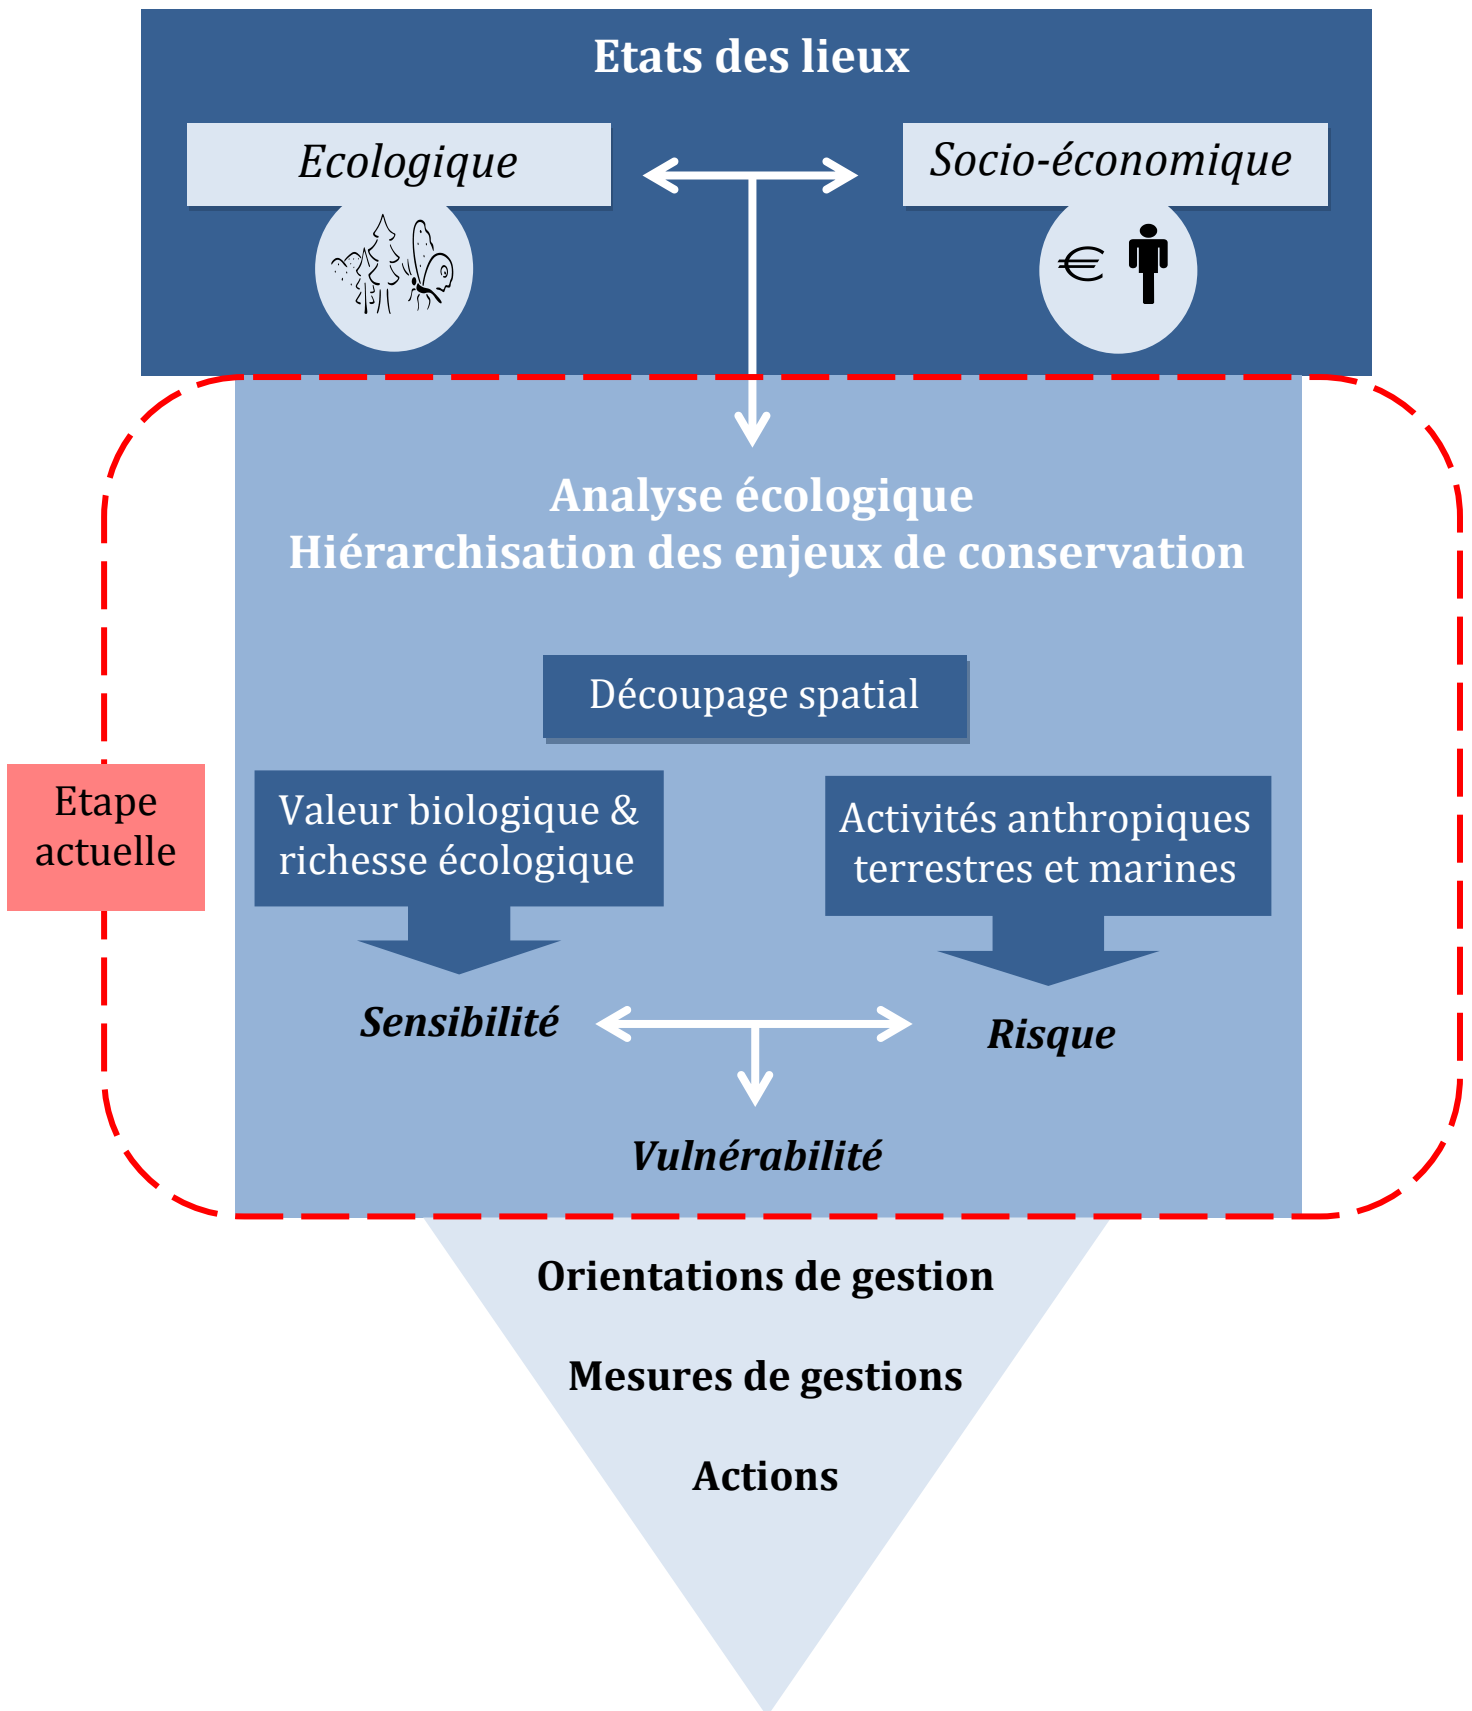 Etats des lieux
Ecologique
Socio-économique
€
Analyse écologique
Hiérarchisation des enjeux de conservation
Découpage spatial
Etape
actuelle
Valeur biologique &
richesse écologique
Activités anthropiques
terrestres et marines
Sensibilité
Risque
Vulnérabilité
Orientations de gestion
Mesures de gestions
Actions